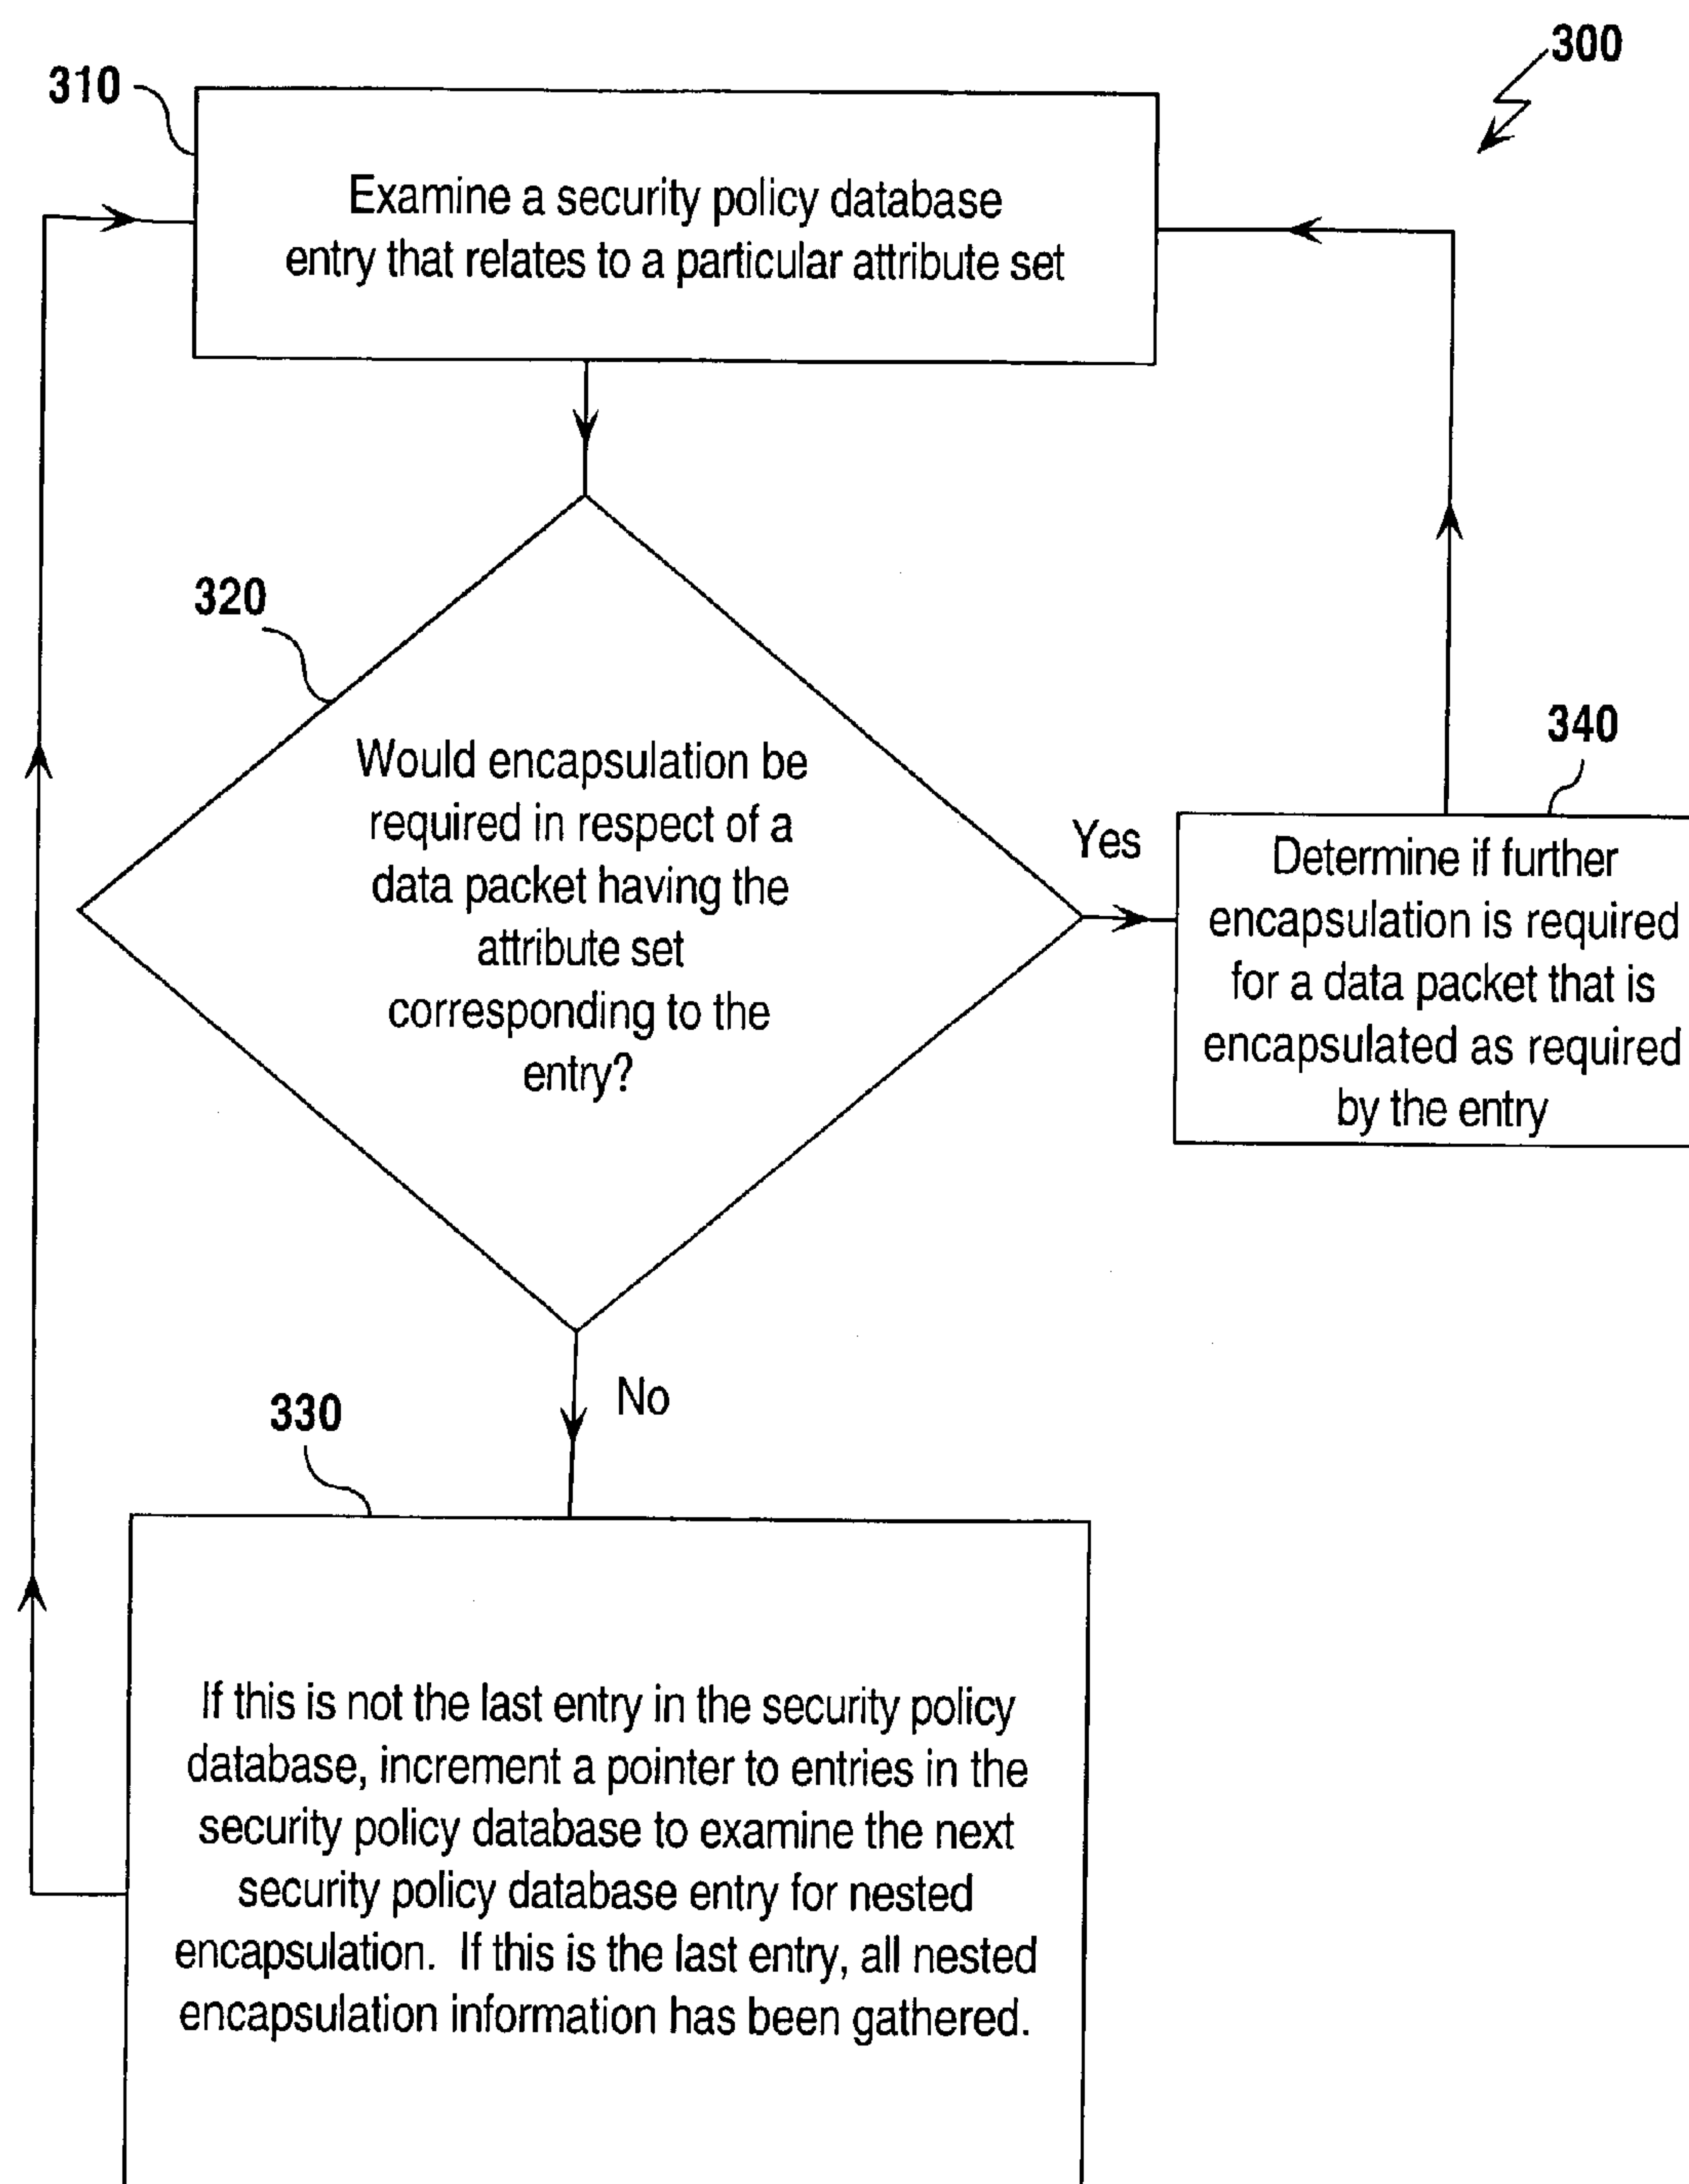 300
310
Examine a security policy database
entry that relates to a particular attribute set
320
Would encapsulation be
required in respect of a
data packet having the
attribute set
corresponding to the
entry?
Yes
340
Determine if further
encapsulation is required
for a data packet that is
encapsulated as required
by the entry
No
330
If this is not the last entry in the security policy
database, increment a pointer to entries in the
security policy database to examine the next
security policy database entry for nested
encapsulation. If this is the last entry, all nested
encapsulation information has been gathered.